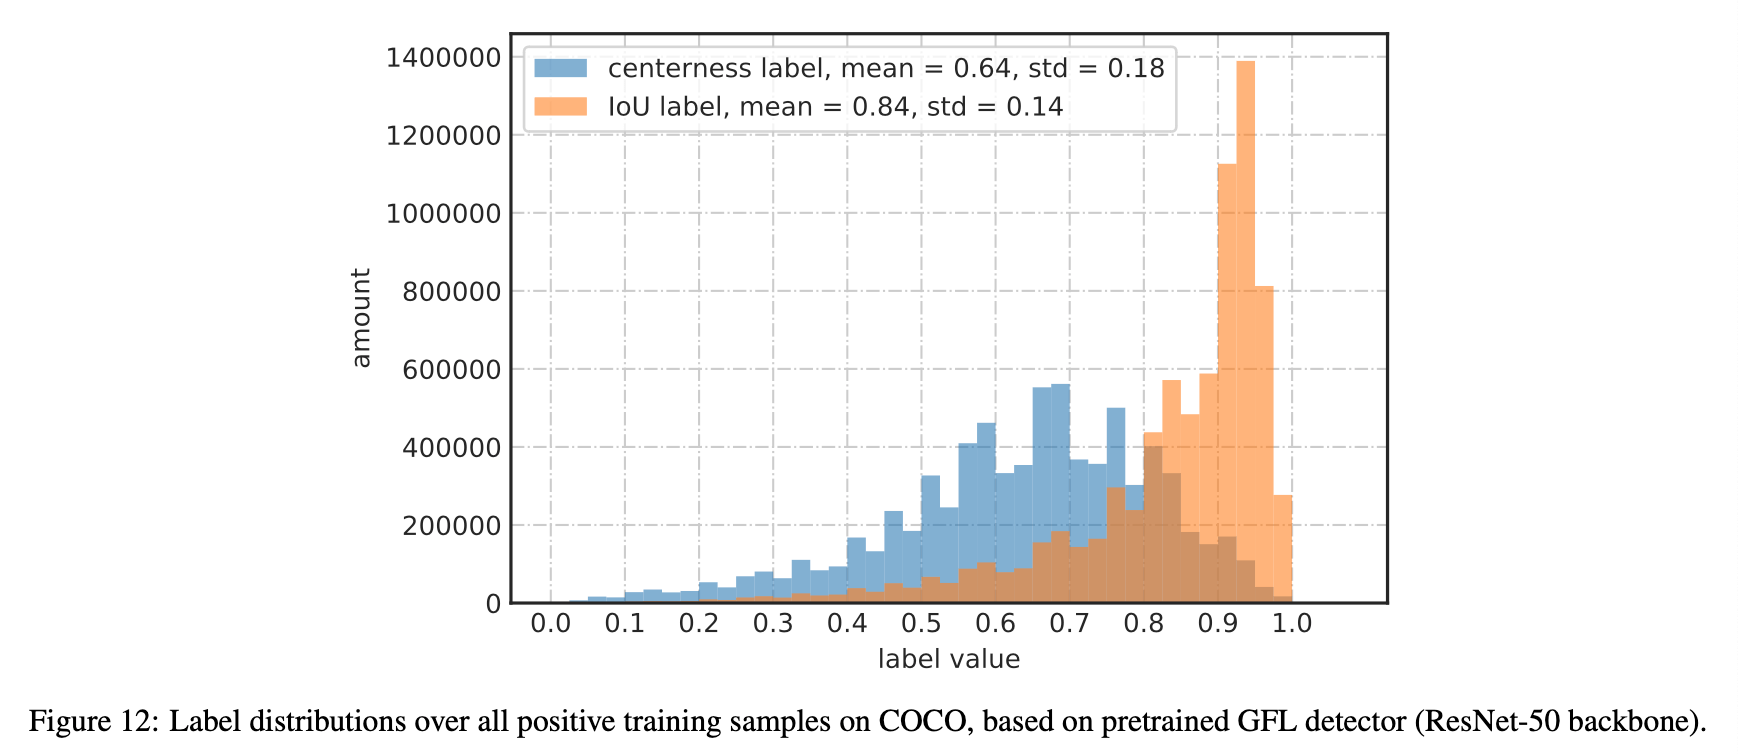 1400000
1200000
1000000
800000
600000
400000
200000
0
amount
centerness label, mean = 0.64, std = 0.18
IoU label, mean = 0.84, std = 0.14
0.0 0.1 0.2 0.3 0.4 0.5 0.6 0.7 0.8 0.9 1.0
label value
Figure 12: Label distributions over all positive training samples on COCO, based on pretrained GFL detector (ResNet-50 backbone).